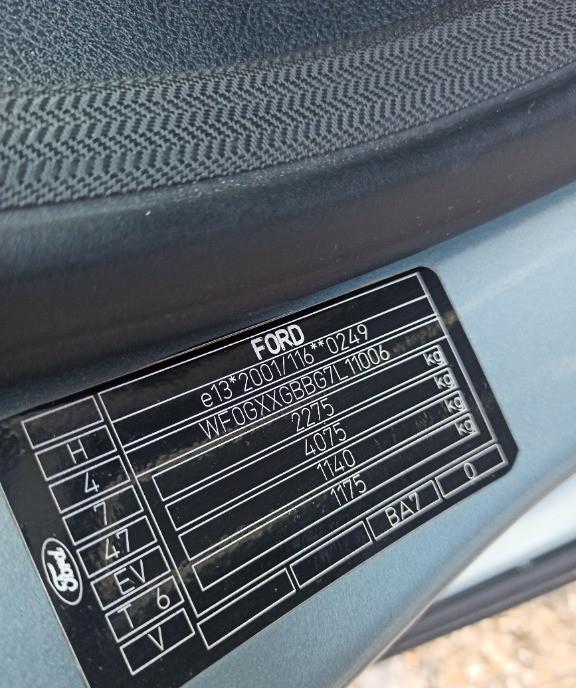 FORD
e13*2001/116**0249
WF0GXXGBBG7L11006
2275 kg
4075 kg
1140 kg
1175 kg
BA7 0
H
4
7
47
EV
T 6
V
Ford